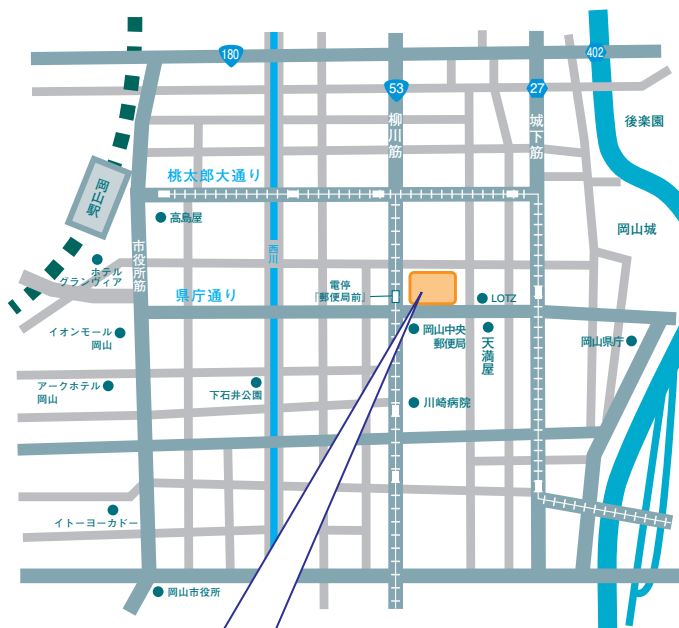 180
402
53
27
柳川筋
城下筋
後楽園
桃太郎大通り
岡山駅
高島屋
岡山城
市役所筋
西川
ホテル
グランヴィア
電停
「郵便局前」
県庁通り
LOTZ
イオンモール
岡山
岡山中央
郵便局
天満屋
岡山県庁
アークホテル
岡山
下石井公園
川崎病院
イトーヨーカドー
岡山市役所